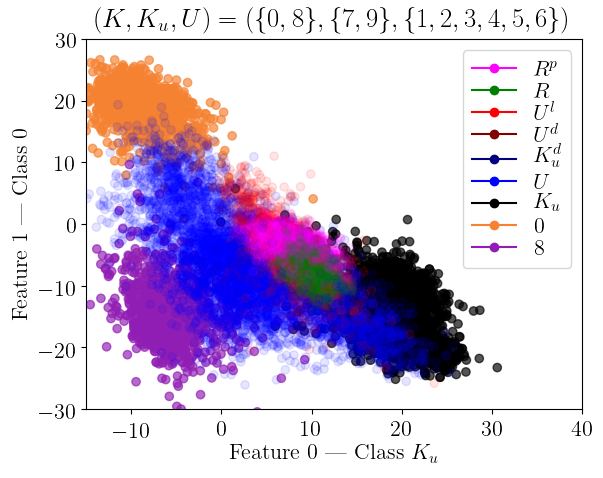 (K, K_u, U) = ({0, 8}, {7, 9}, {1, 2, 3, 4, 5, 6})
30
20
10
0
−10
−20
−30
Feature 1 — Class 0
R^p
R
U^l
U^d
K_u^d
U
K_u
0
8
−10
0
10
20
30
40
Feature 0 — Class K_u